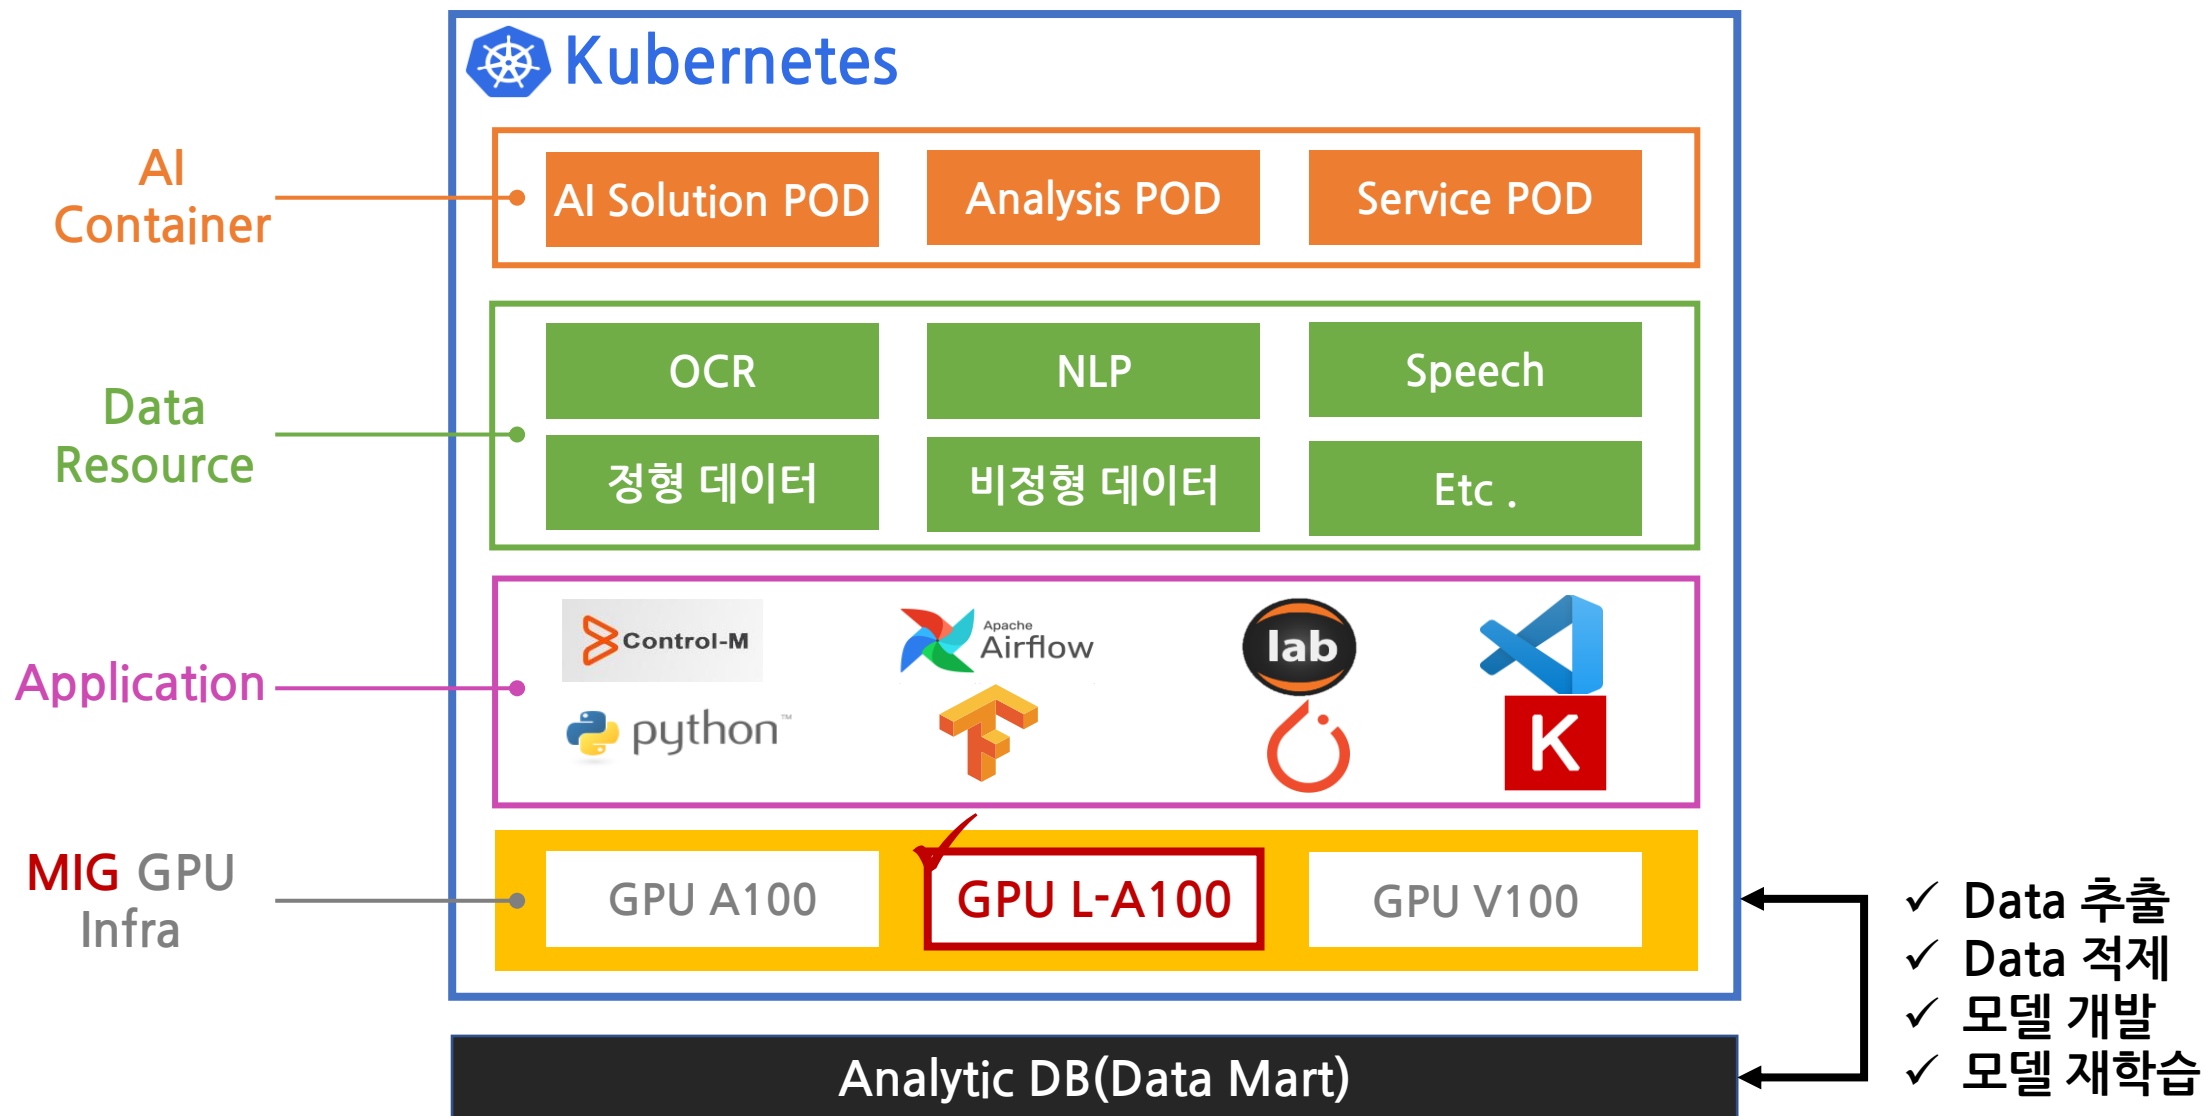 Kubernetes
AI
Container
AI Solution POD
Analysis POD
Service POD
Data
Resource
OCR
NLP
Speech
정형 데이터
비정형 데이터
Etc .
Application
Control-M
Apache
Airflow
lab
python™
K
MIG GPU
Infra
GPU A100
GPU L-A100
GPU V100
✓ Data 추출
✓ Data 적제
✓ 모델 개발
✓ 모델 재학습
Analytic DB(Data Mart)